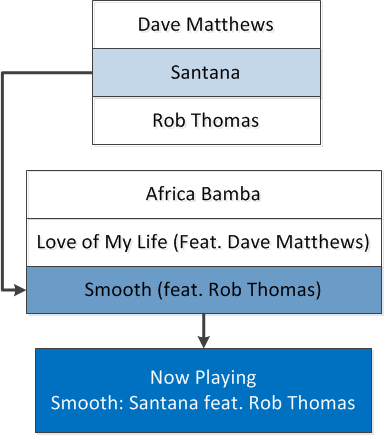 Dave Matthews
Santana
Rob Thomas
Africa Bamba
Love of My Life (Feat. Dave Matthews)
Smooth (feat. Rob Thomas)
Now Playing
Smooth: Santana feat. Rob Thomas